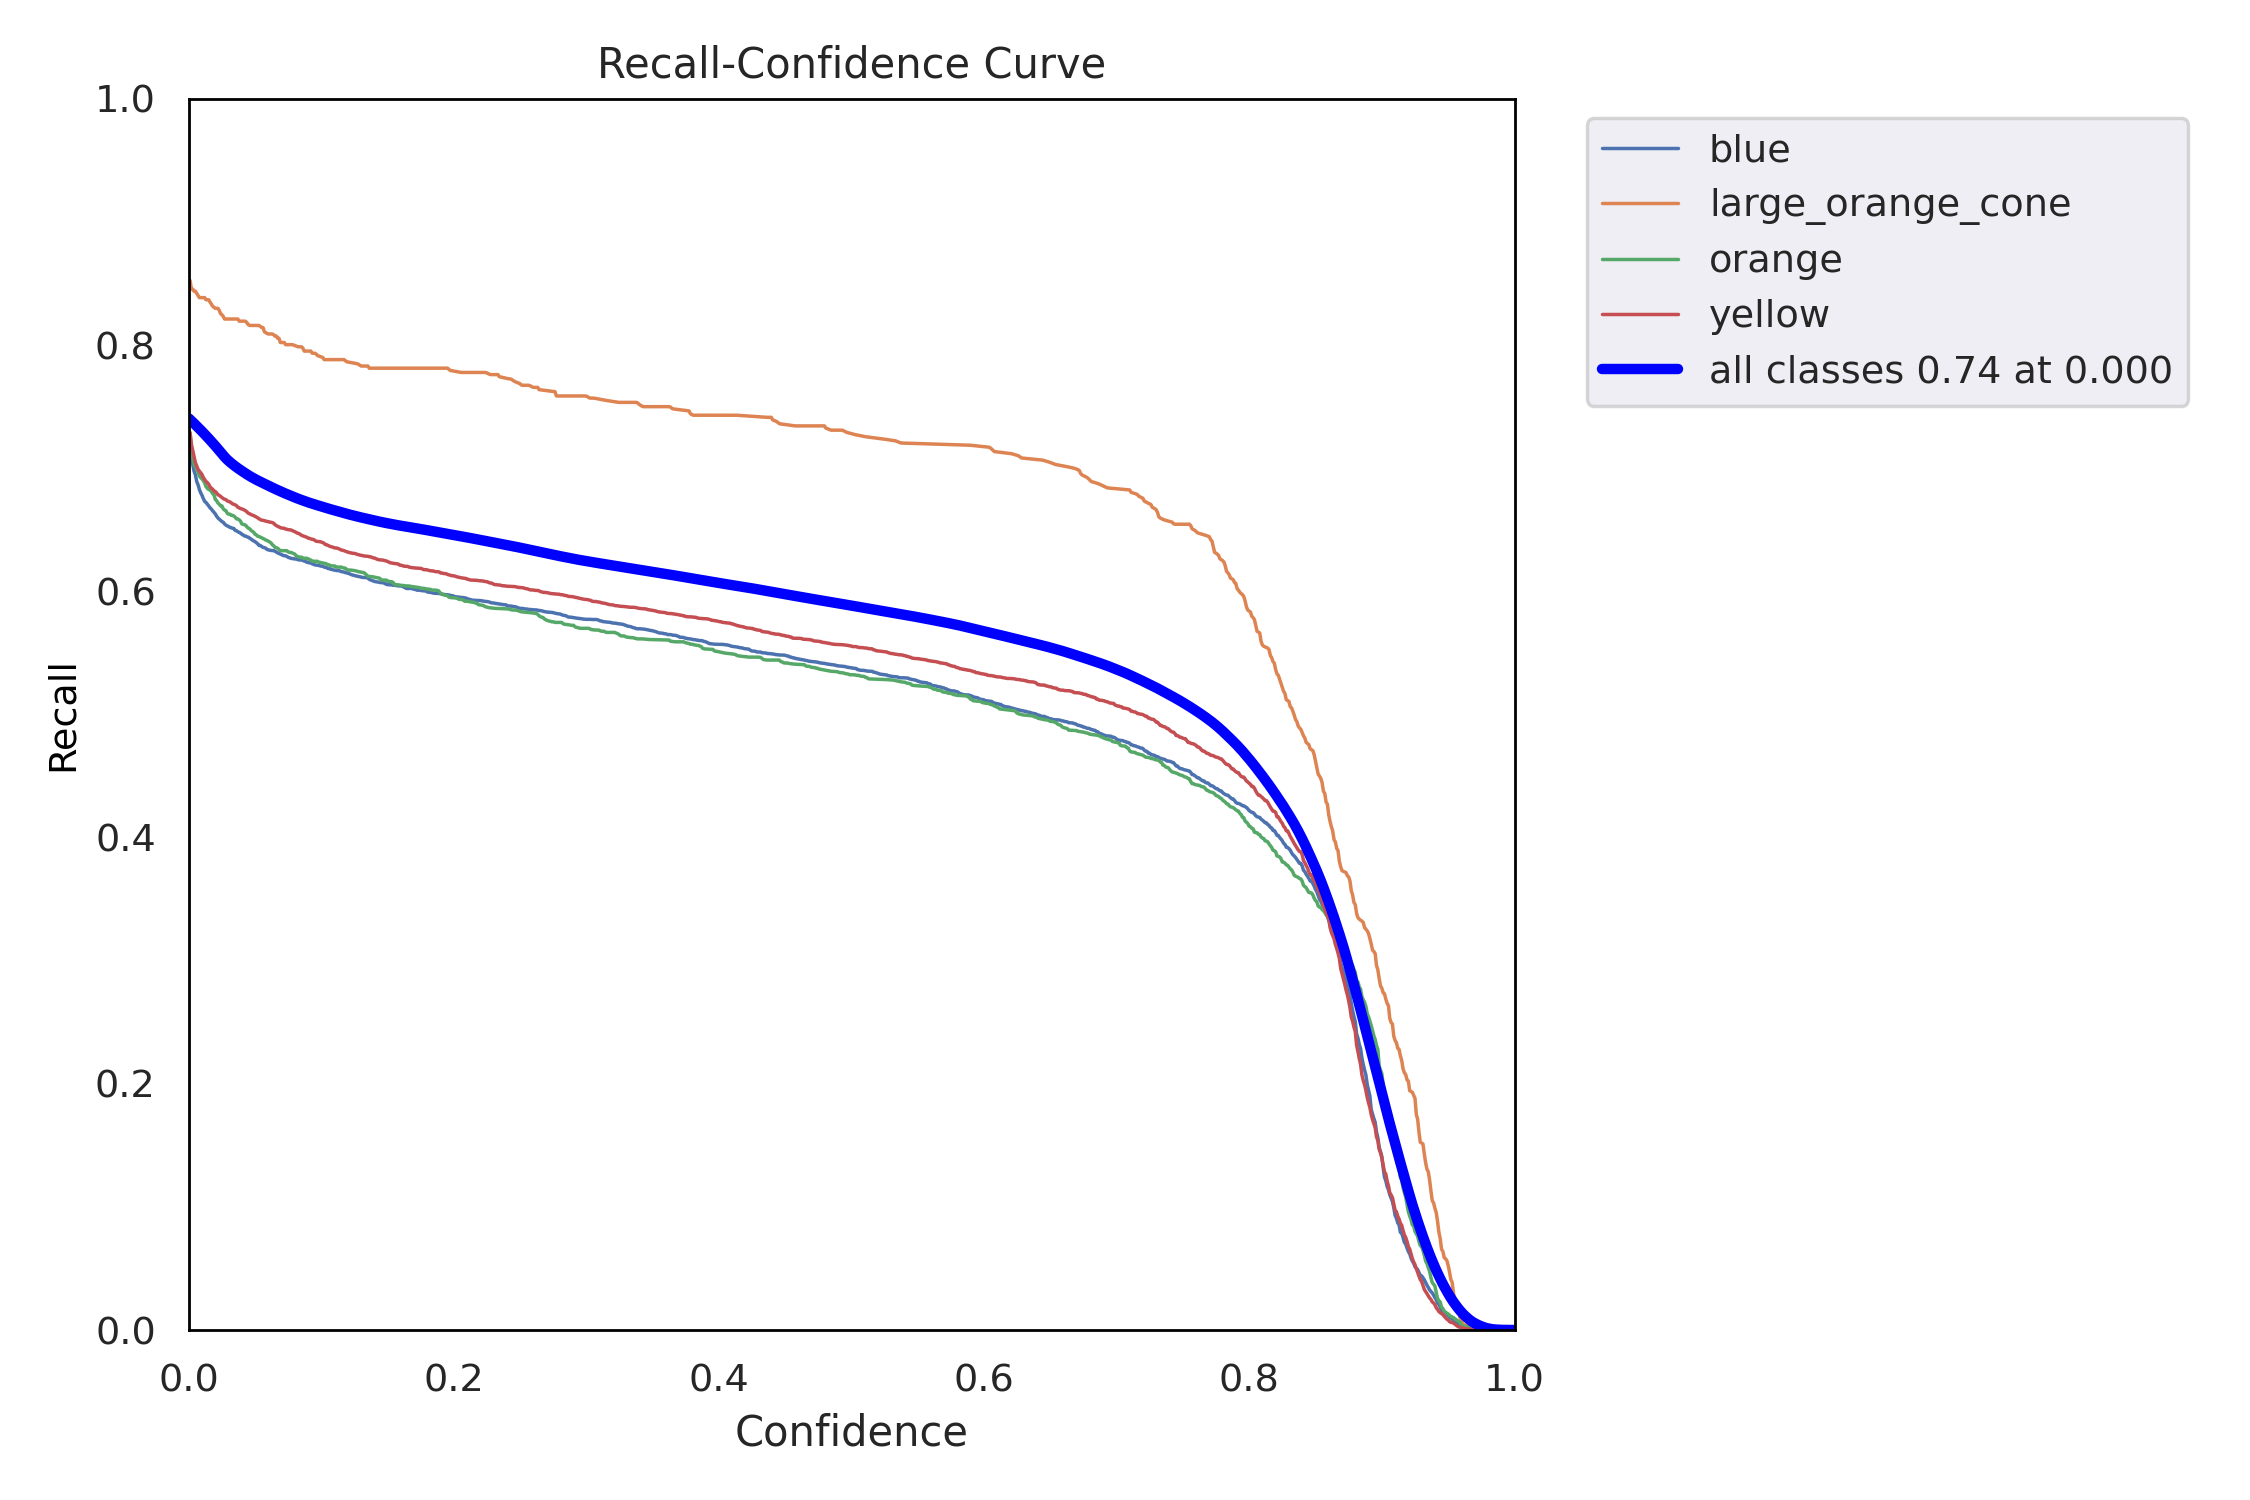 Recall-Confidence Curve
1.0
0.8
0.6
0.4
0.2
0.0
Recall
0.0 0.2 0.4 0.6 0.8 1.0
Confidence
blue
large_orange_cone
orange
yellow
all classes 0.74 at 0.000